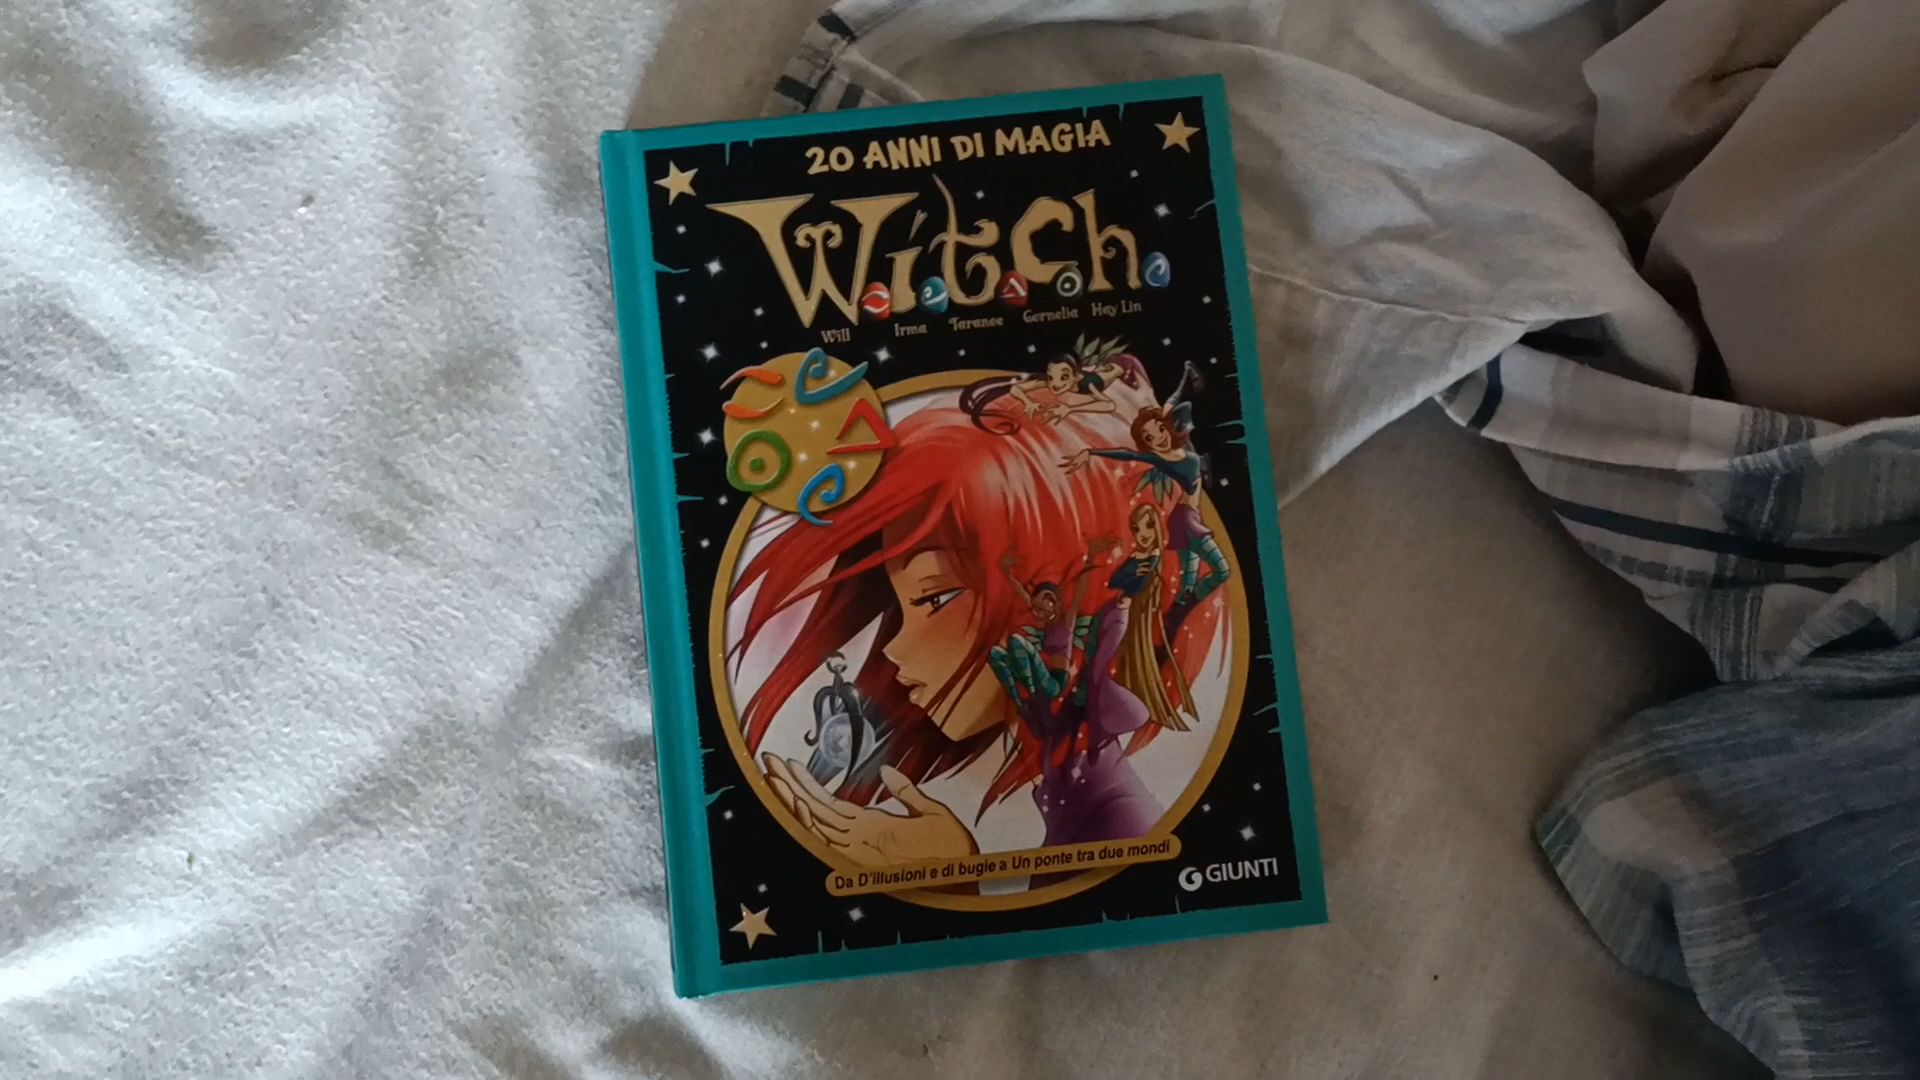 20 ANNI DI MAGIA
Witch
Will Irma Taranee Cornelia Hay Lin
Da D'illusioni e di bugie a Un ponte tra due mondi
GIUNTI